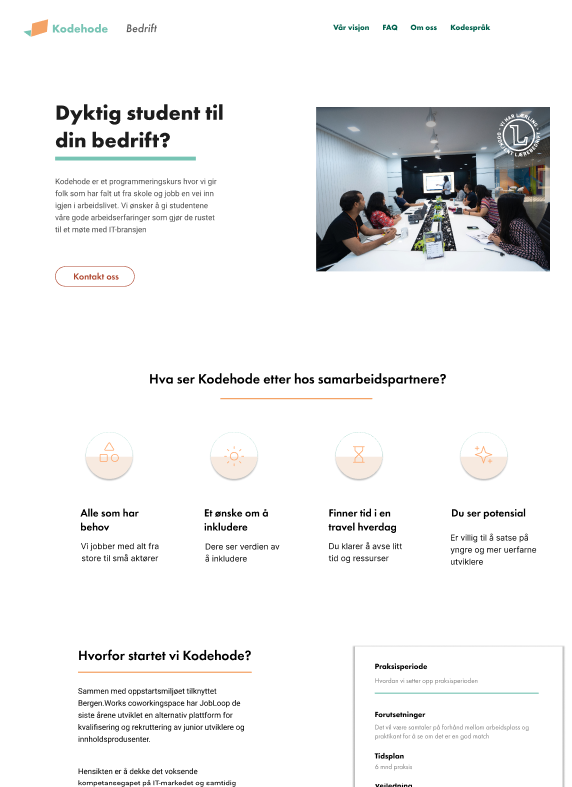 Kodehode Bedrift
Vår visjon FAQ Om oss Kodespråk
Dyktig student til
din bedrift?
Kodehode er et programmeringskurs hvor vi gir
folk som har falt ut fra skole og jobb en vei inn
igjen i arbeidslivet. Vi ønsker å gi studentene
våre gode arbeidserfaringer som gjør de rustet
til et møte med IT-bransjen
Kontakt oss
VI HAR LÆRLING
GODKJENT LÆREBEDRIFT
Hva ser Kodehode etter hos samarbeidspartnere?
Alle som har
behov
Vi jobber med alt fra
store til små aktører
Et ønske om å
inkludere
Dere ser verdien av
å inkludere
Finner tid i en
travel hverdag
Du klarer å avse litt
tid og ressurser
Du ser potensial
Er villig til å satse på
yngre og mer uerfarne
utviklere
Hvorfor startet vi Kodehode?
Sammen med oppstartsmiljøet tilknyttet
Bergen.Works coworkingspace har JobLoop de
siste årene utviklet en alternativ plattform for
kvalifisering og rekruttering av junior utviklere og
innholdsprodusenter.
Hensikten er å dekke det voksende
kompetansegapet på IT-markedet og samtidig
Praksisperiode
Hvordan vi setter opp praksisperioden
Forutsetninger
Det vil være samtaler på forhånd mellom arbeidsplass og
praktikant for å se om det er en god match
Tidsplan
6 mnd praksis
Veiledning